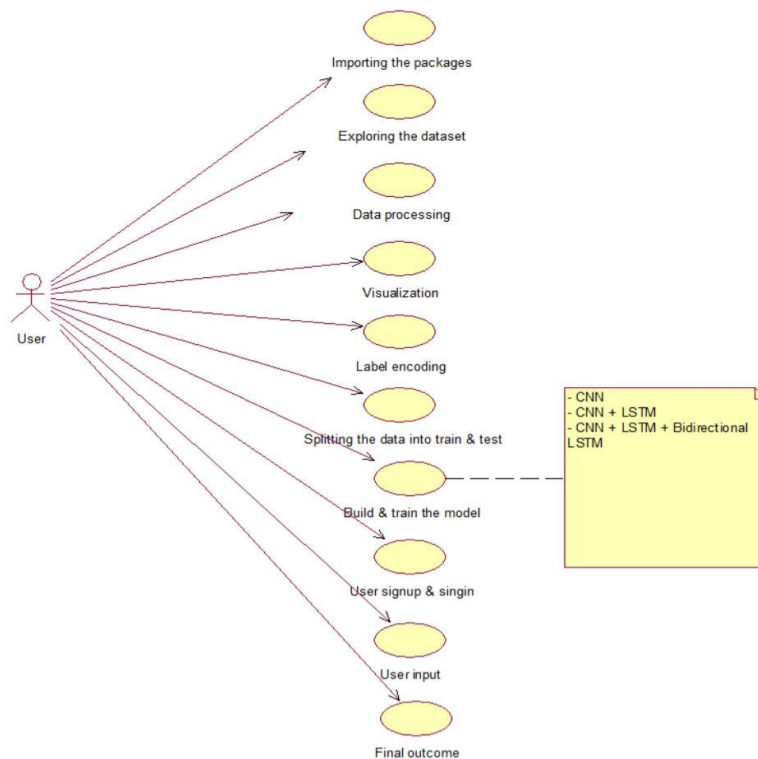 Importing the packages
Exploring the dataset
Data processing
Visualization
User
Label encoding
- CNN
- CNN + LSTM
- CNN + LSTM + Bidirectional
LSTM
Splitting the data into train & test
Build & train the model
User signup & singin
User input
Final outcome